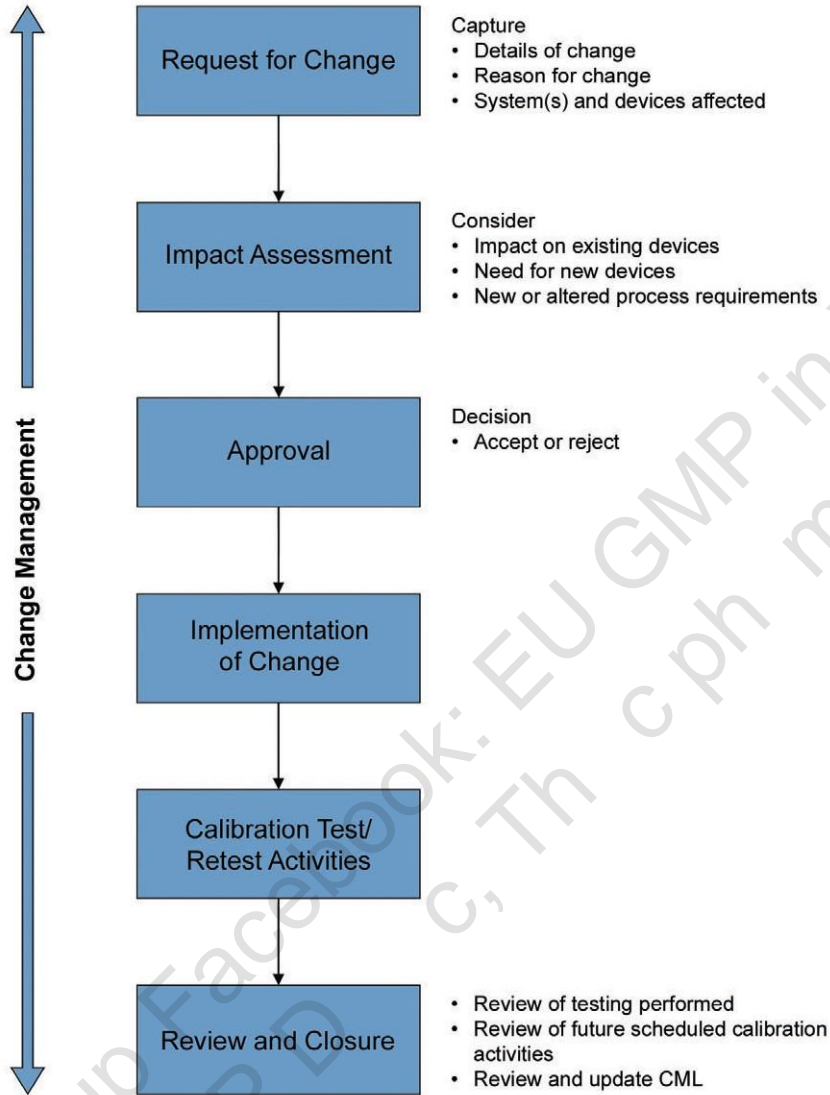 Request for Change
Capture
• Details of change
• Reason for change
• System(s) and devices affected
Impact Assessment
Consider
• Impact on existing devices
• Need for new devices
• New or altered process requirements
Approval
Decision
• Accept or reject
Change Management
Implementation
of Change
Calibration Test/
Retest Activities
Review and Closure
• Review of testing performed
• Review of future scheduled calibration
activities
• Review and update CML
Facebook: EU GMP